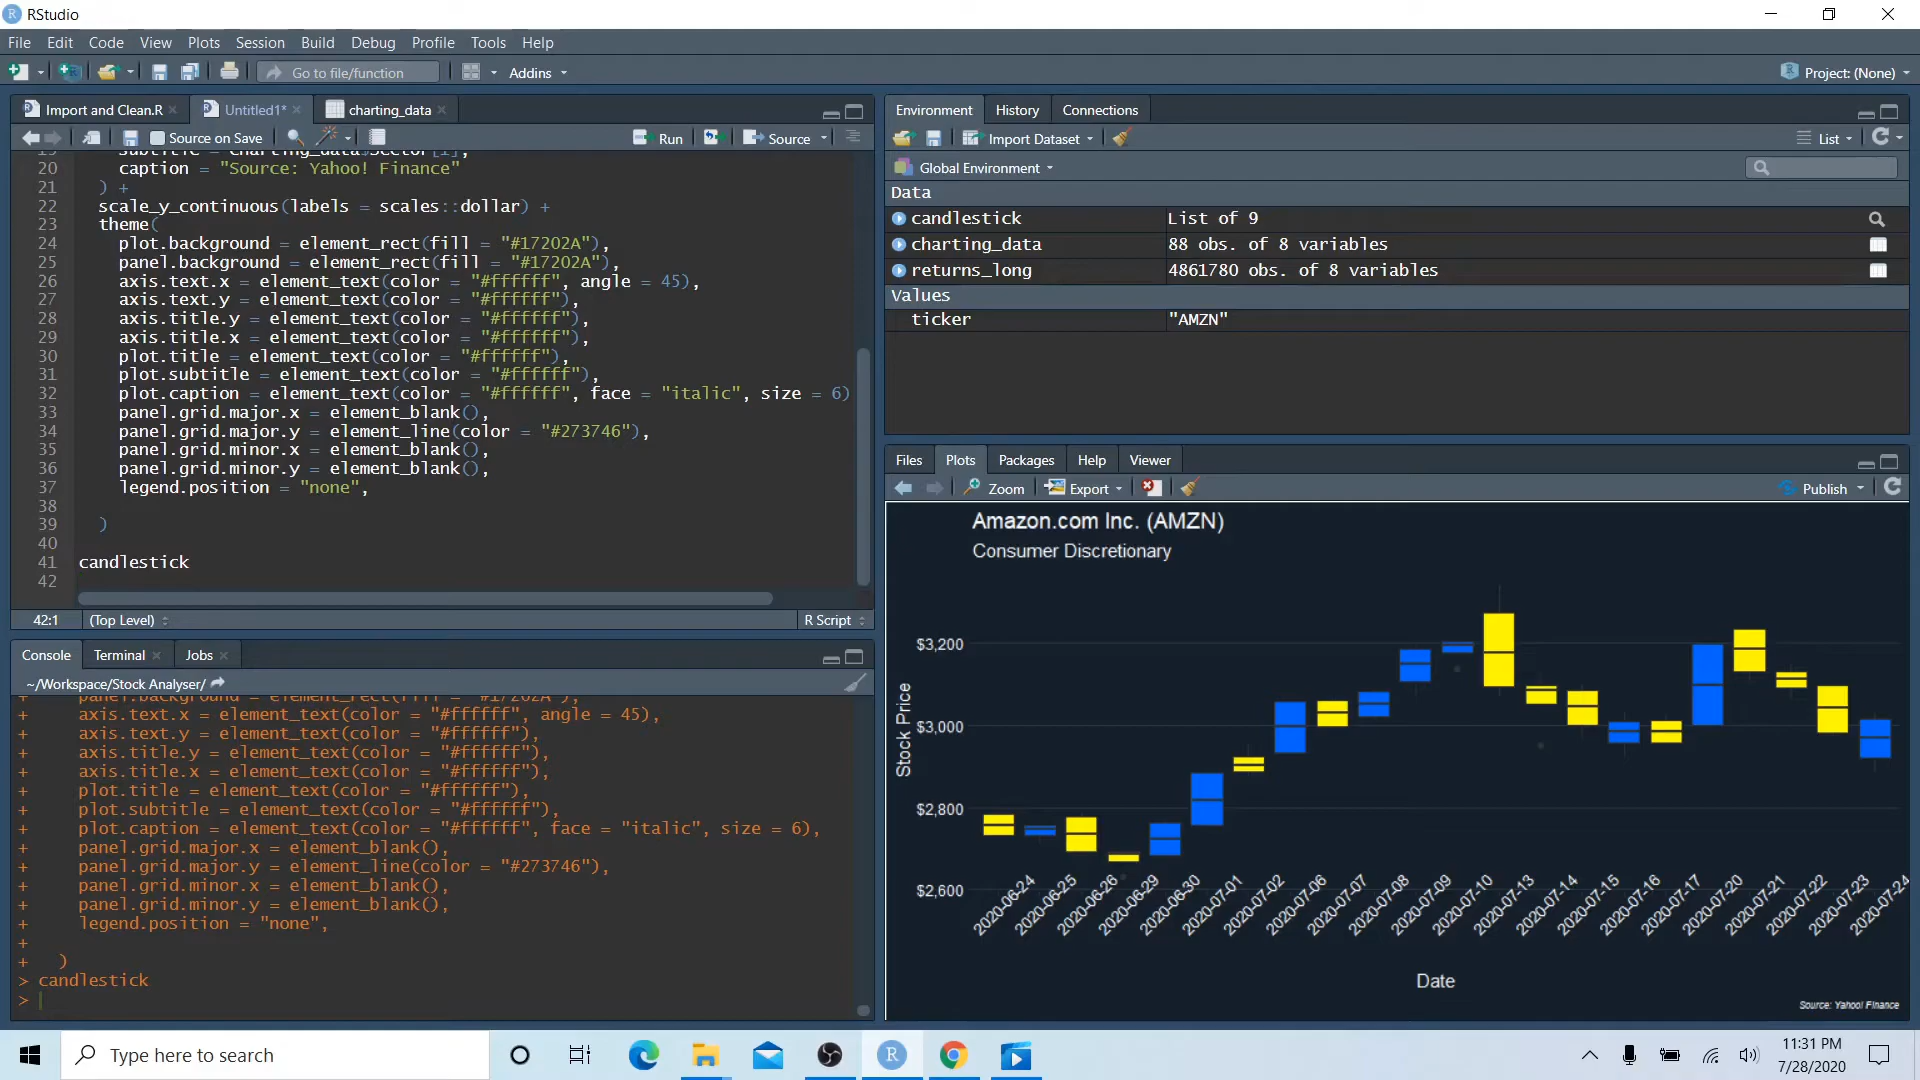 RStudio
File Edit Code View Plots Session Build Debug Profile Tools Help
Go to file/function Addins Project: (None)
Import and Clean.R Untitled1* charting_data
Source on Save Run Source
20 caption = "Source: Yahoo! Finance"
21 ) +
22 scale_y_continuous(labels = scales::dollar) +
23 theme(
24 plot.background = element_rect(fill = "#17202A"),
25 panel.background = element_rect(fill = "#17202A"),
26 axis.text.x = element_text(color = "#ffffff", angle = 45),
27 axis.text.y = element_text(color = "#ffffff"),
28 axis.title.y = element_text(color = "#ffffff"),
29 axis.title.x = element_text(color = "#ffffff"),
30 plot.title = element_text(color = "#ffffff"),
31 plot.subtitle = element_text(color = "#ffffff"),
32 plot.caption = element_text(color = "#ffffff", face = "italic", size = 6)
33 panel.grid.major.x = element_blank(),
34 panel.grid.major.y = element_line(color = "#273746"),
35 panel.grid.minor.x = element_blank(),
36 panel.grid.minor.y = element_blank(),
37 legend.position = "none",
38
39 )
40
41 candlestick
42
42:1 (Top Level) R Script
Console Terminal Jobs
~/Workspace/Stock Analyser/
+ panel.background = element_rect(fill = "#17202A"),
+ axis.text.x = element_text(color = "#ffffff", angle = 45),
+ axis.text.y = element_text(color = "#ffffff"),
+ axis.title.y = element_text(color = "#ffffff"),
+ axis.title.x = element_text(color = "#ffffff"),
+ plot.title = element_text(color = "#ffffff"),
+ plot.subtitle = element_text(color = "#ffffff"),
+ plot.caption = element_text(color = "#ffffff", face = "italic", size = 6),
+ panel.grid.major.x = element_blank(),
+ panel.grid.major.y = element_line(color = "#273746"),
+ panel.grid.minor.x = element_blank(),
+ panel.grid.minor.y = element_blank(),
+ legend.position = "none",
+
+ )
> candlestick
>
Environment History Connections
Import Dataset List
Global Environment
Data
candlestick List of 9
charting_data 88 obs. of 8 variables
returns_long 4861780 obs. of 8 variables
Values
ticker "AMZN"
Files Plots Packages Help Viewer
Zoom Export Publish
Amazon.com Inc. (AMZN)
Consumer Discretionary
Stock Price
$3,200
$3,000
$2,800
$2,600
2020-06-24 2020-06-25 2020-06-26 2020-06-29 2020-06-30 2020-07-01 2020-07-02 2020-07-06 2020-07-07 2020-07-08 2020-07-09 2020-07-10 2020-07-13 2020-07-14 2020-07-15 2020-07-16 2020-07-17 2020-07-20 2020-07-21 2020-07-22 2020-07-23 2020-07-24
Date
Source: Yahoo! Finance
Type here to search
11:31 PM
7/28/2020